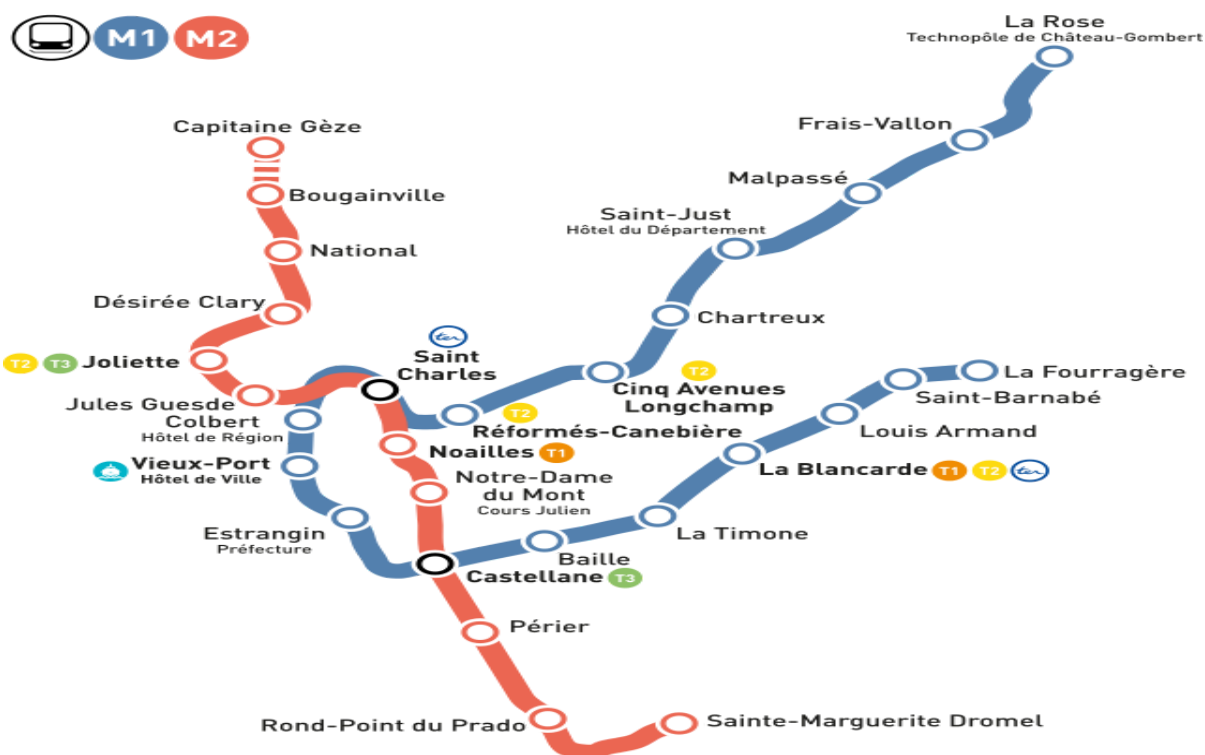 M1 M2
La Rose
Technopôle de Château-Gombert
Frais-Vallon
Capitaine Gèze
Malpassé
Bougainville
Saint-Just
Hôtel du Département
National
Désirée Clary
Chartreux
ter
Saint
Charles
T2 T3 Joliette
T2
Cinq Avenues
Longchamp
La Fourragère
Saint-Barnabé
Jules Guesde
Colbert
Hôtel de Région
T2
Réformés-Canebière
Louis Armand
Noailles T1
Vieux-Port
Hôtel de Ville
La Blancarde T1 T2 ter
Notre-Dame
du Mont
Cours Julien
Estrangin
Préfecture
La Timone
Baille
Castellane T3
Périer
Rond-Point du Prado
Sainte-Marguerite Dromel